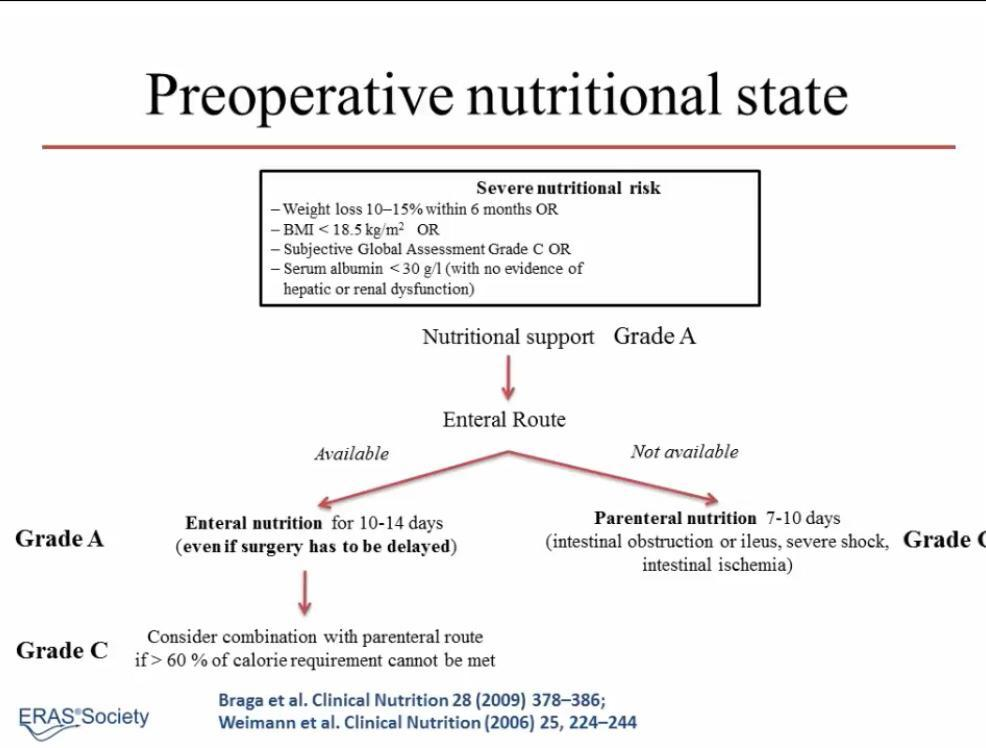 Preoperative nutritional state
Severe nutritional risk
– Weight loss 10–15% within 6 months OR
– BMI < 18.5 kg/m² OR
– Subjective Global Assessment Grade C OR
– Serum albumin < 30 g/l (with no evidence of
hepatic or renal dysfunction)
Nutritional support Grade A
Enteral Route
Available
Not available
Grade A
Enteral nutrition for 10-14 days
(even if surgery has to be delayed)
Parenteral nutrition 7-10 days
(intestinal obstruction or ileus, severe shock,
intestinal ischemia)
Grade
Grade C
Consider combination with parenteral route
if > 60 % of calorie requirement cannot be met
ERAS®Society
Braga et al. Clinical Nutrition 28 (2009) 378–386;
Weimann et al. Clinical Nutrition (2006) 25, 224–244